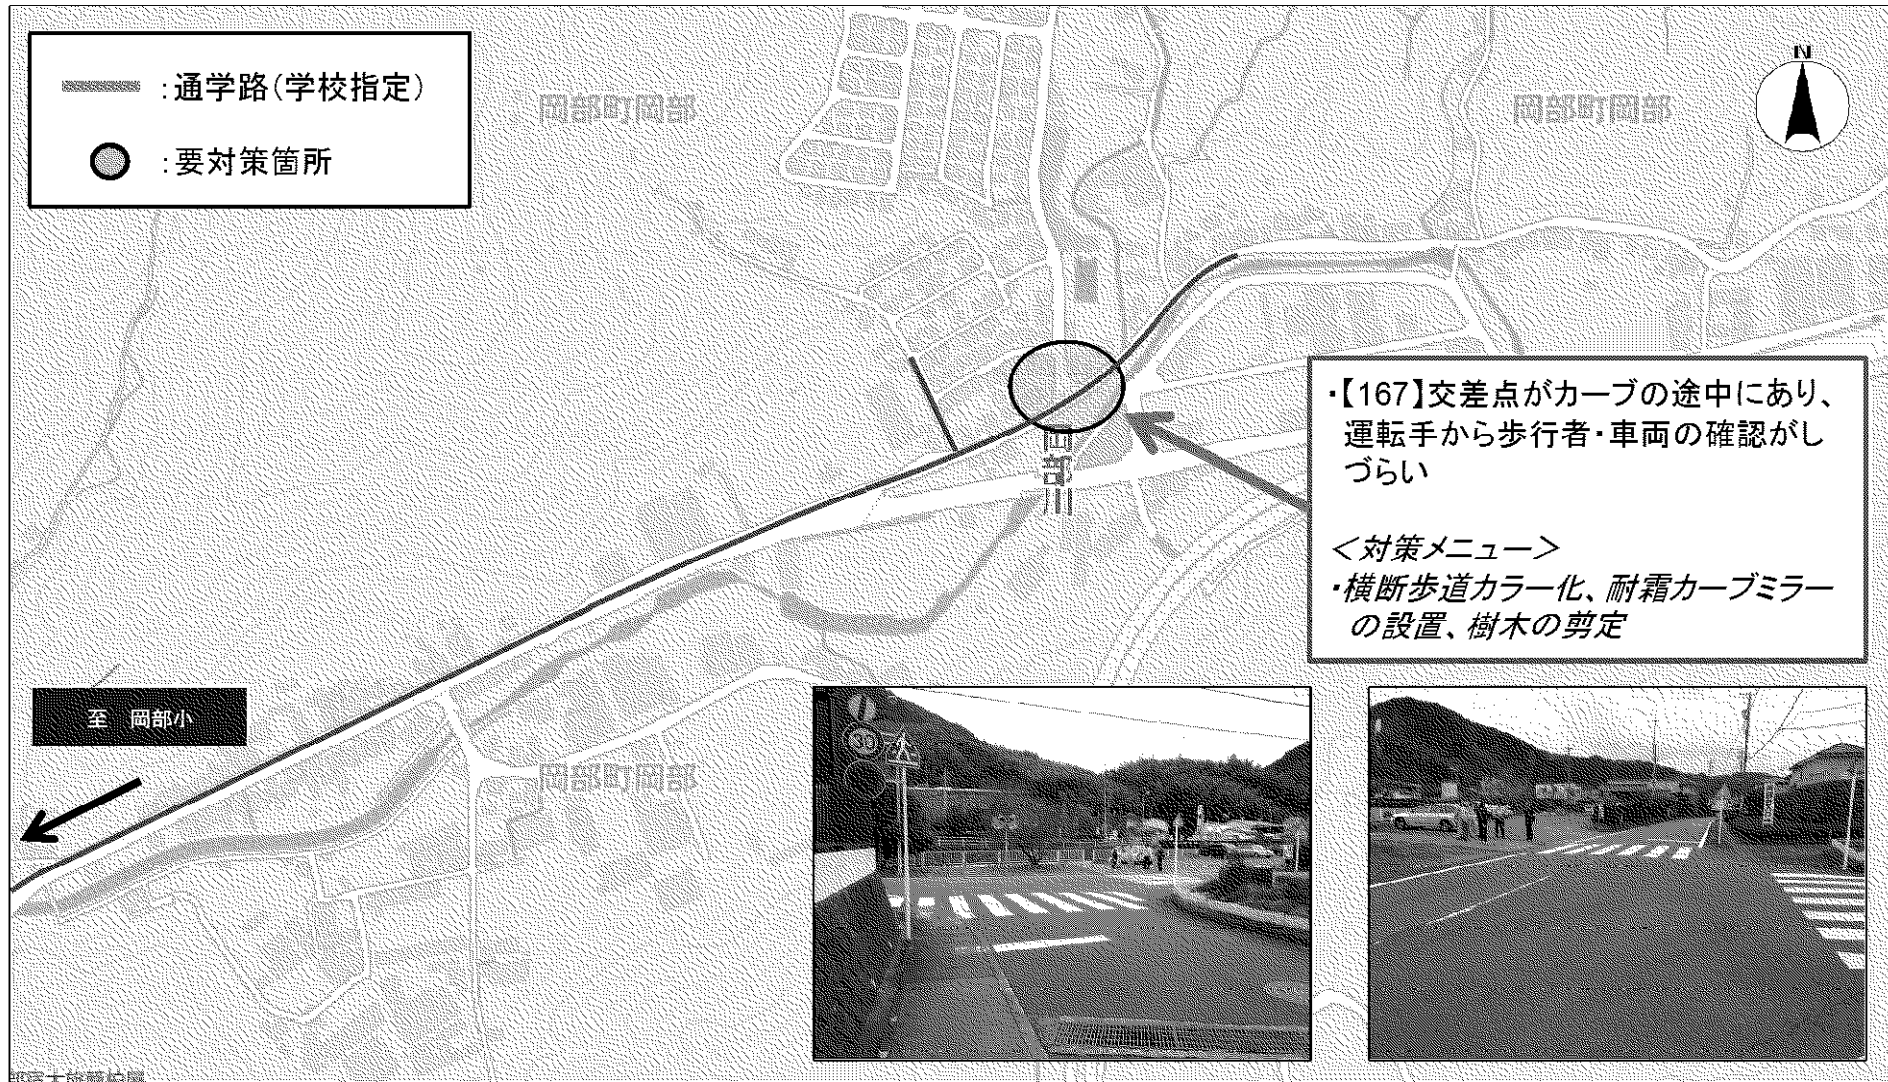 :通学路(学校指定)
:要対策箇所
岡部町岡部
岡部町岡部
N
・【167】交差点がカーブの途中にあり、
運転手から歩行者・車両の確認がし
づらい
<対策メニュー>
・横断歩道カラー化、耐霜カーブミラー
の設置、樹木の剪定
至 岡部小
岡部町岡部
30